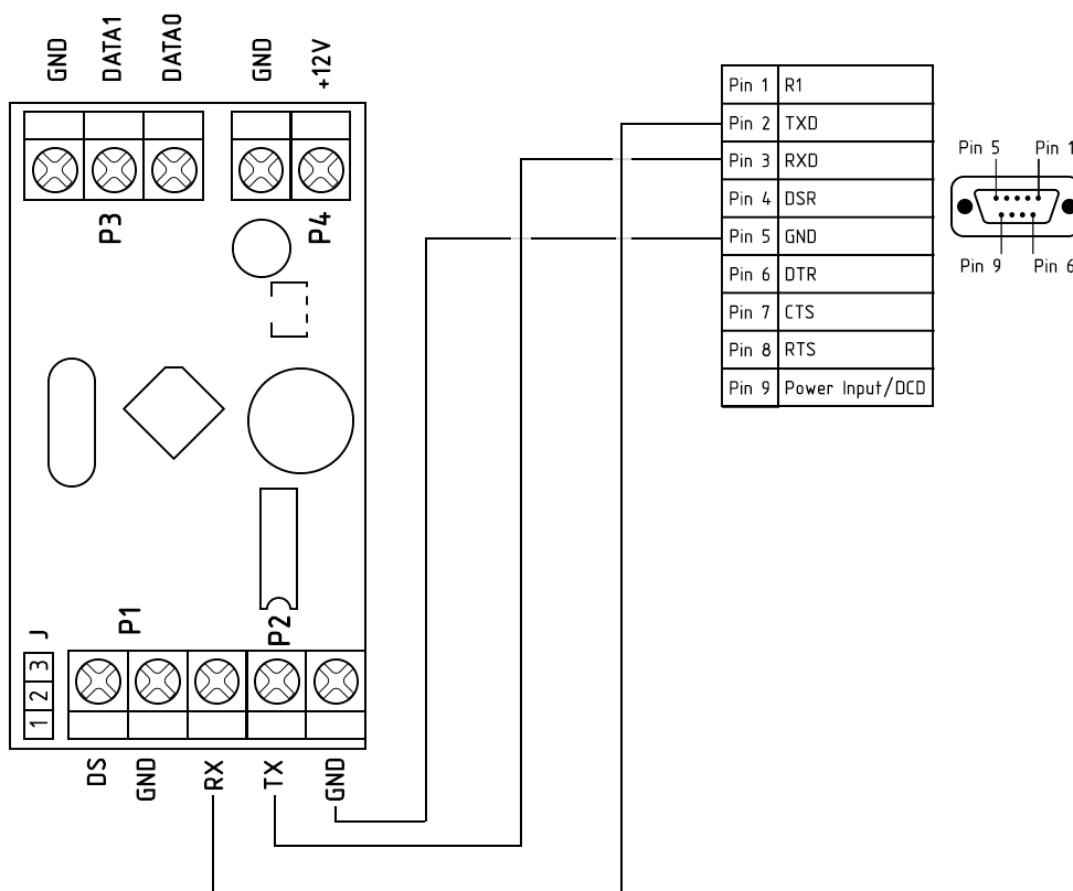 GND
DATA1
DATA0
GND
+12V
P3
P4
Pin 1 R1
Pin 2 TXD
Pin 3 RXD
Pin 4 DSR
Pin 5 GND
Pin 6 DTR
Pin 7 CTS
Pin 8 RTS
Pin 9 Power Input/DCD
Pin 5 Pin 1
Pin 9 Pin 6
J
P1
P2
1 2 3
DS
GND
RX
TX
GND